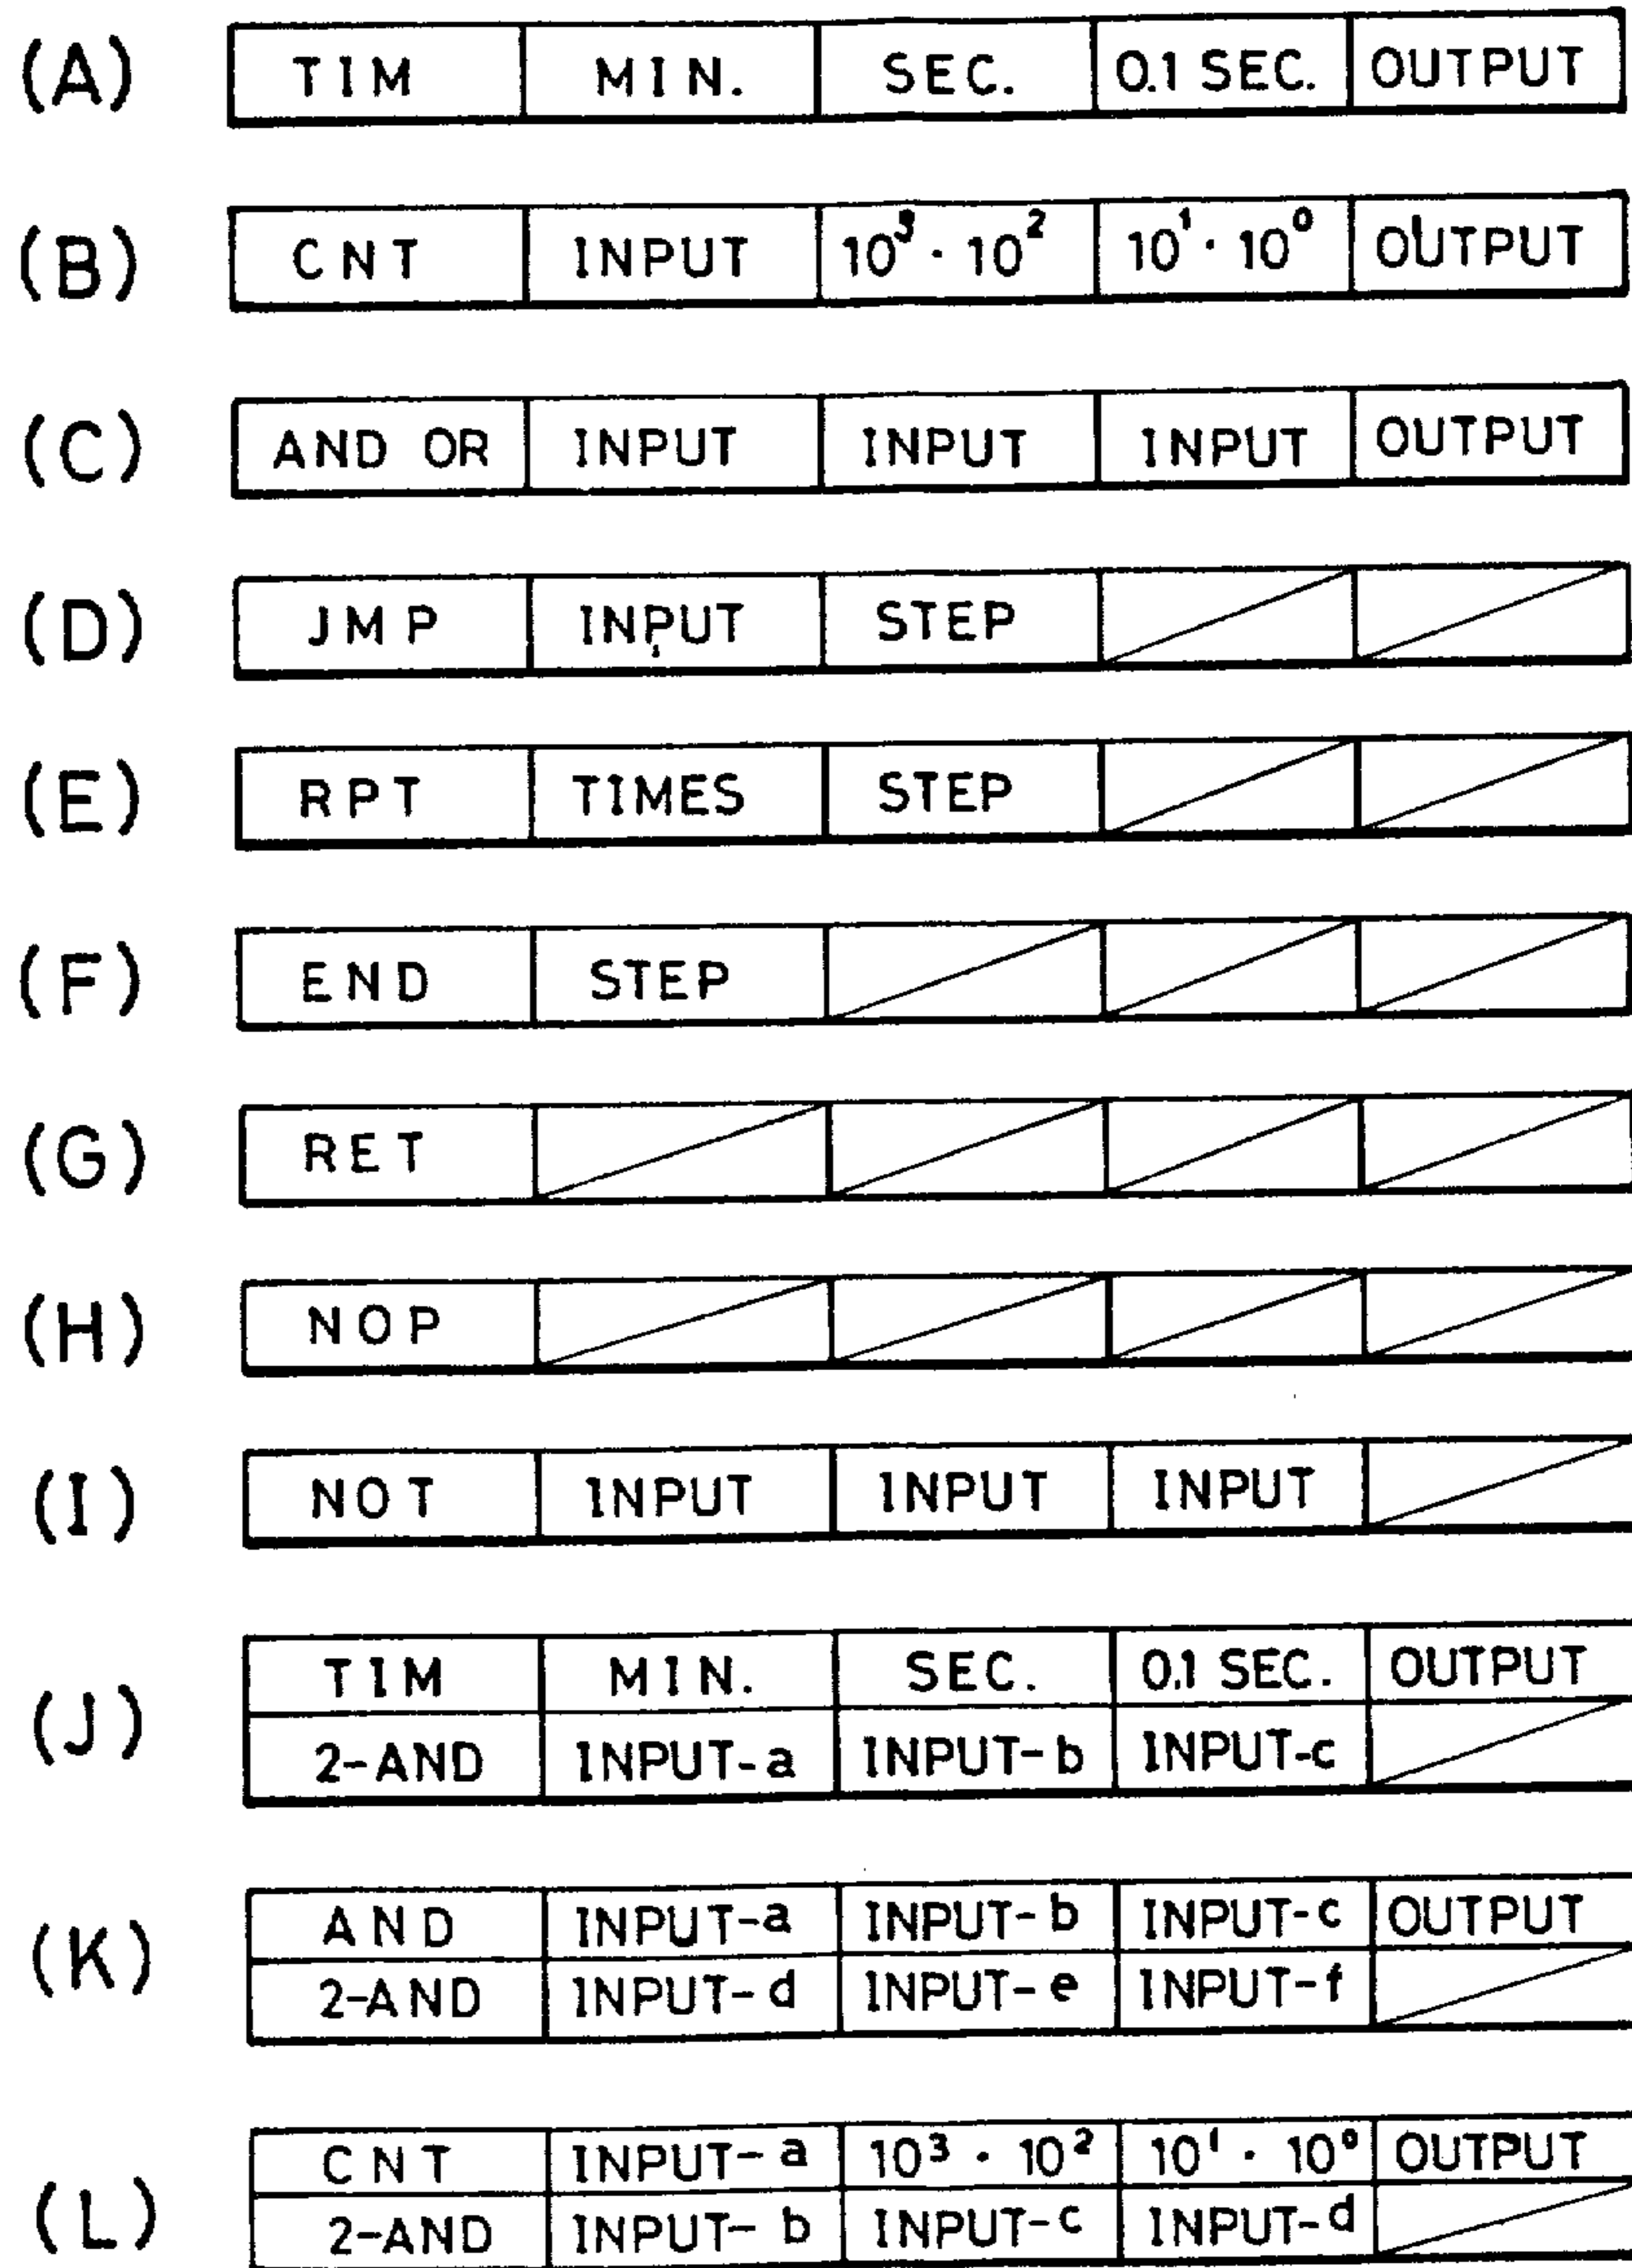 (A) TIM MIN. SEC. 0.1 SEC. OUTPUT
(B) CNT INPUT 10³ · 10² 10¹ · 10⁰ OUTPUT
(C) AND OR INPUT INPUT INPUT OUTPUT
(D) JMP INPUT STEP
(E) RPT TIMES STEP
(F) END STEP
(G) RET
(H) NOP
(I) NOT INPUT INPUT INPUT
(J) TIM MIN. SEC. 0.1 SEC. OUTPUT
2-AND INPUT-a INPUT-b INPUT-c
(K) AND INPUT-a INPUT-b INPUT-c OUTPUT
2-AND INPUT-d INPUT-e INPUT-f
(L) CNT INPUT-a 10³ · 10² 10¹ · 10⁰ OUTPUT
2-AND INPUT-b INPUT-c INPUT-d